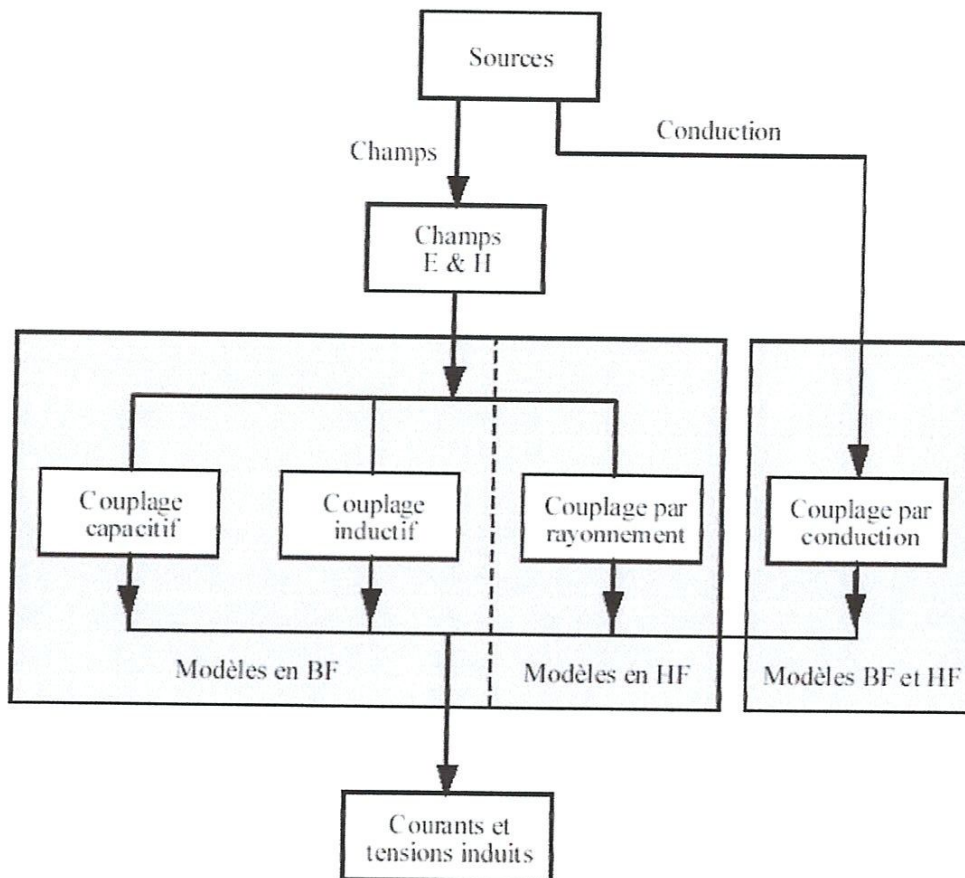 Sources
Conduction
Champs
Champs
E & H
Couplage
capacitif
Couplage
inductif
Couplage par
rayonnement
Couplage par
conduction
Modèles en BF
Modèles en HF
Modèles BF et HF
Courants et
tensions induits